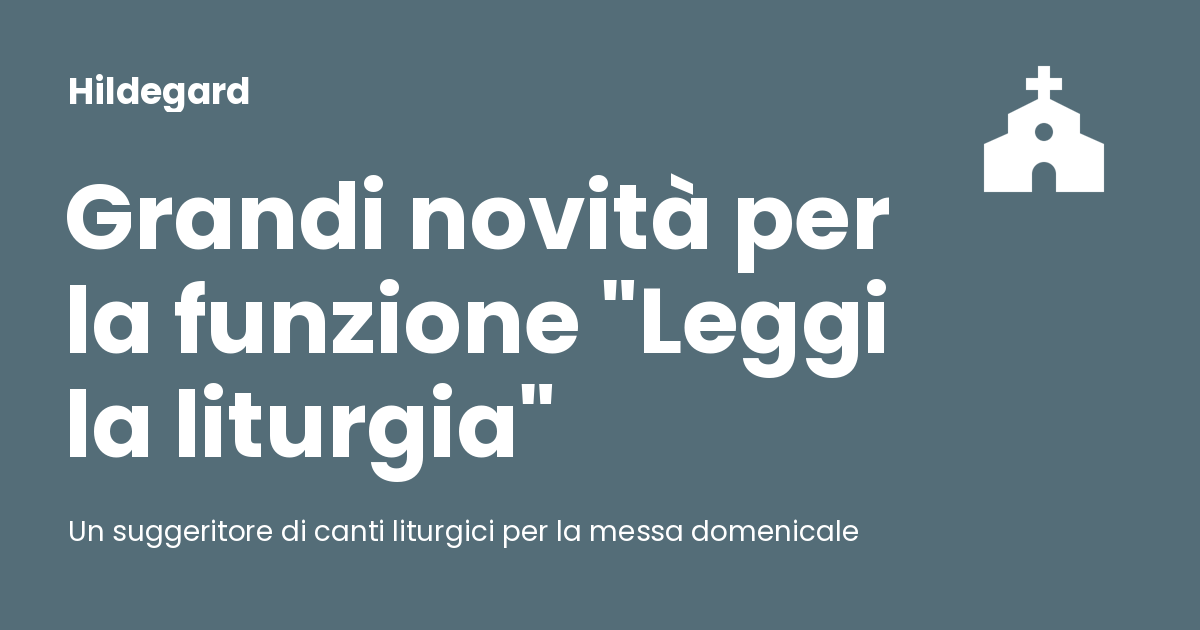 Hildegard
Grandi novità per
la funzione "Leggi
la liturgia"
Un suggeritore di canti liturgici per la messa domenicale